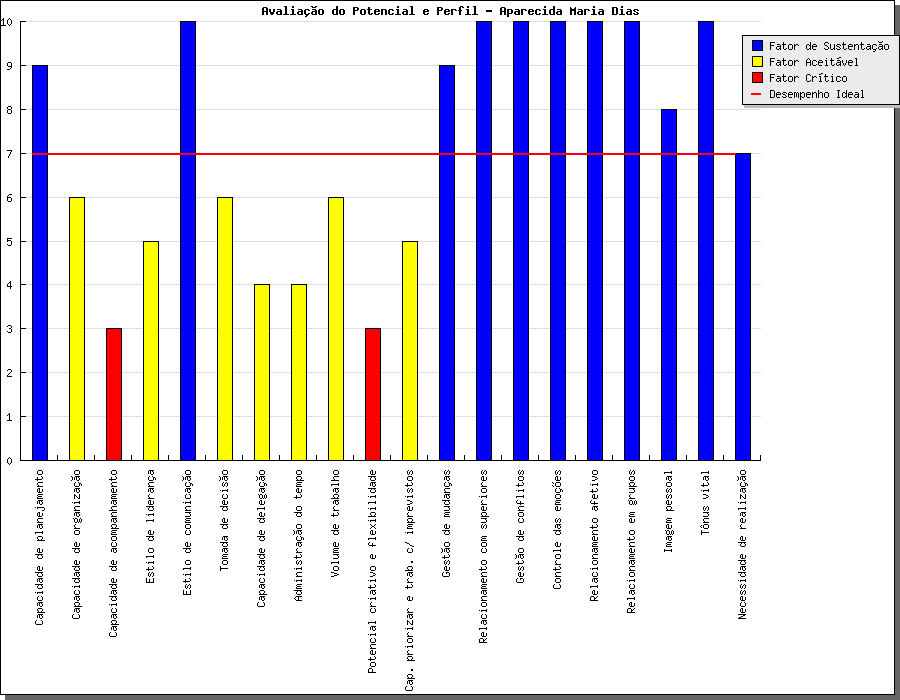 Avaliação do Potencial e Perfil - Aparecida Maria Dias
Fator de Sustentação
Fator Aceitável
Fator Crítico
Desempenho Ideal
10
9
8
7
6
5
4
3
2
1
0
Capacidade de planejamento
Capacidade de organização
Capacidade de acompanhamento
Estilo de liderança
Estilo de comunicação
Tomada de decisão
Capacidade de delegação
Administração do tempo
Volume de trabalho
Potencial criativo e flexibilidade
Cap. priorizar e trab. c/ imprevistos
Gestão de mudanças
Relacionamento com superiores
Gestão de conflitos
Controle das emoções
Relacionamento afetivo
Relacionamento em grupos
Imagem pessoal
Tônus vital
Necessidade de realização